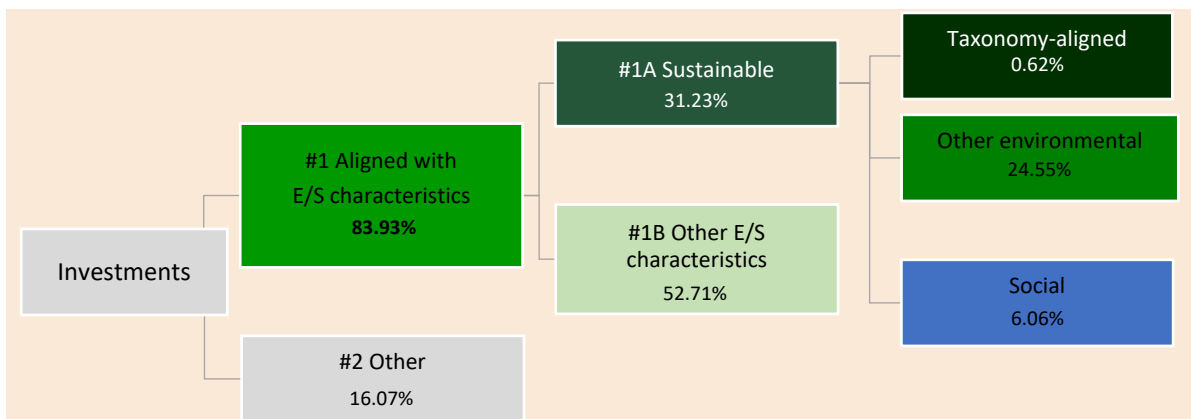 Investments
#1 Aligned with
E/S characteristics
83.93%
#2 Other
16.07%
#1A Sustainable
31.23%
#1B Other E/S
characteristics
52.71%
Taxonomy-aligned
0.62%
Other environmental
24.55%
Social
6.06%